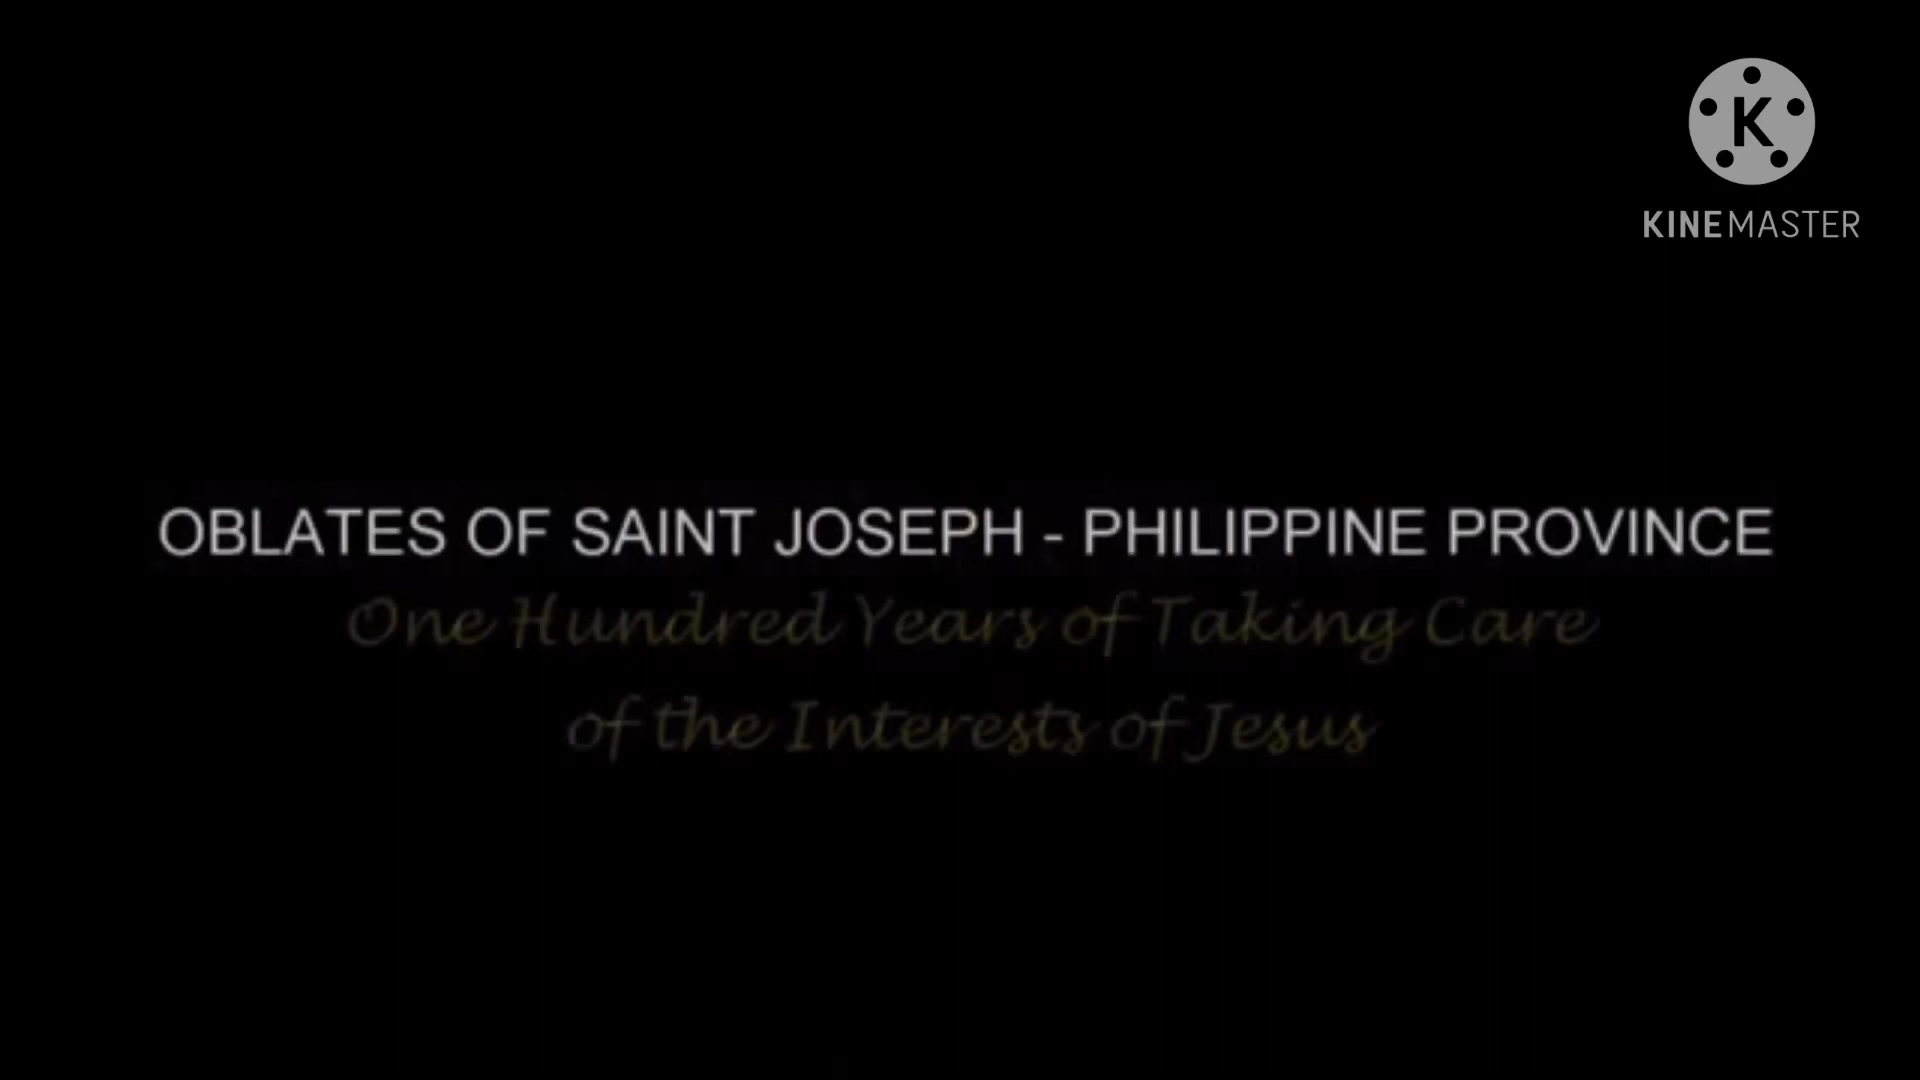 K
KINEMASTER
OBLATES OF SAINT JOSEPH - PHILIPPINE PROVINCE
One Hundred Years of Taking Care
of the Interests of Jesus